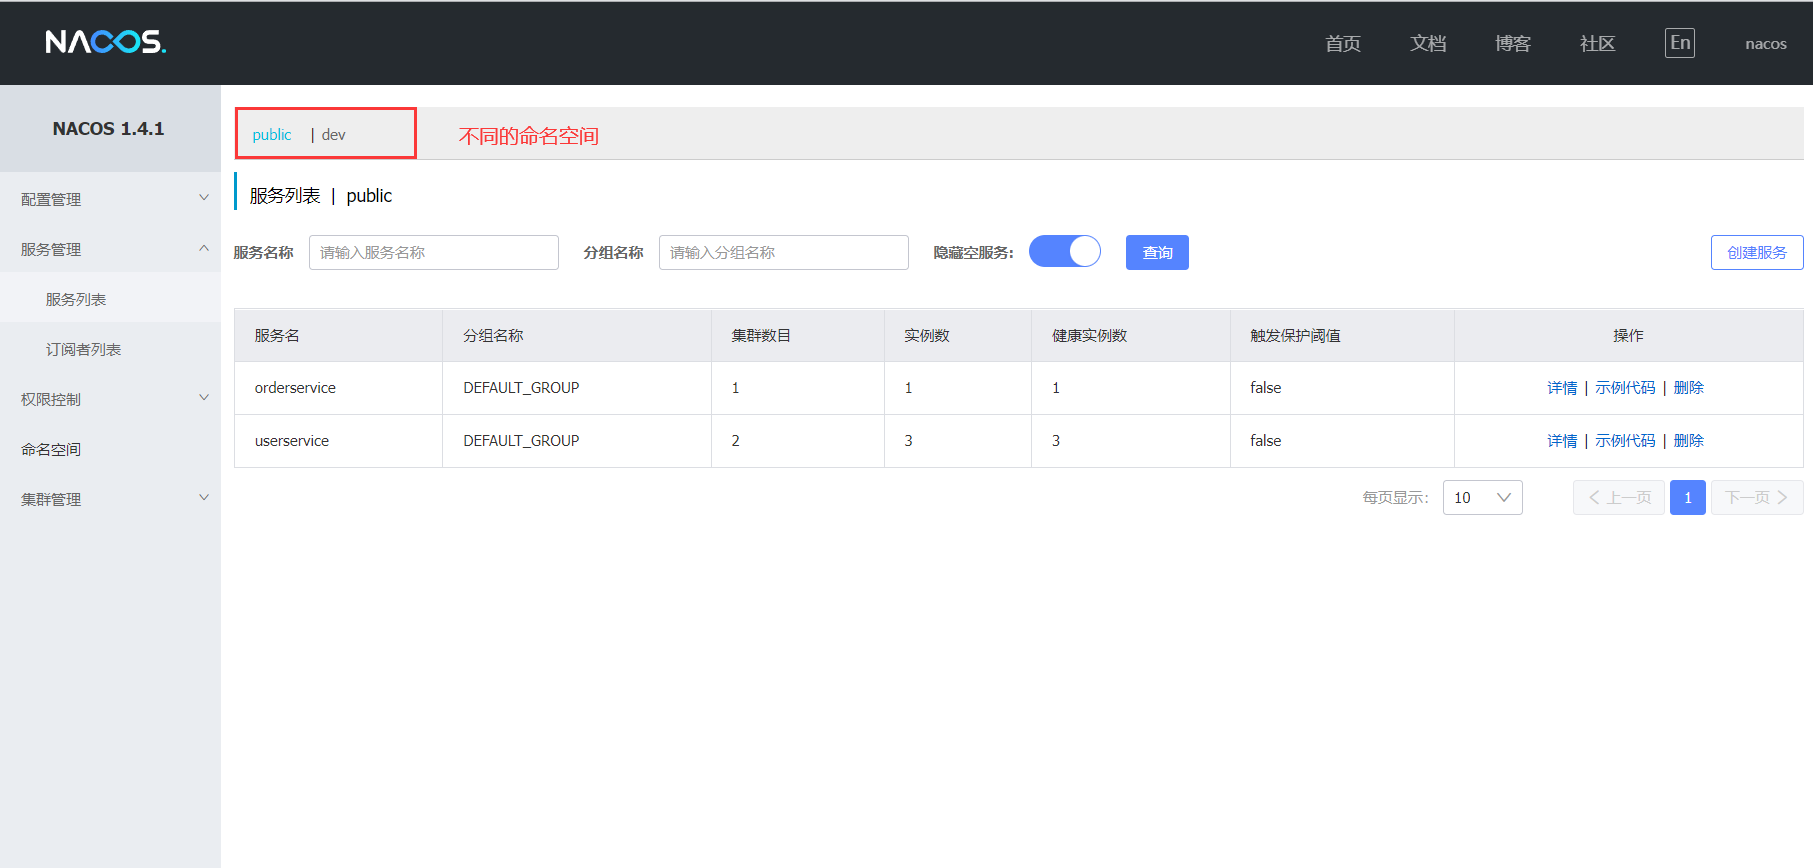 NACOS.
首页 文档 博客 社区 En nacos
NACOS 1.4.1
配置管理
服务管理
服务列表
订阅者列表
权限控制
命名空间
集群管理
public | dev 不同的命名空间
服务列表 | public
服务名称 请输入服务名称 分组名称 请输入分组名称 隐藏空服务: 查询 创建服务
服务名 分组名称 集群数目 实例数 健康实例数 触发保护阈值 操作
orderservice DEFAULT_GROUP 1 1 1 false 详情 | 示例代码 | 删除
userservice DEFAULT_GROUP 2 3 3 false 详情 | 示例代码 | 删除
每页显示: 10 上一页 1 下一页